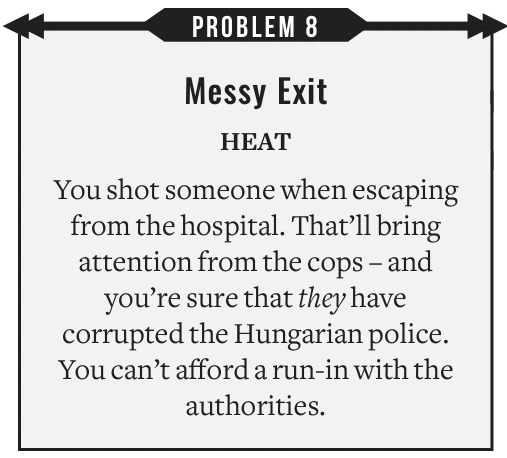 PROBLEM 8
Messy Exit
HEAT
You shot someone when escaping
from the hospital. That’ll bring
attention from the cops – and
you’re sure that they have
corrupted the Hungarian police.
You can’t afford a run-in with the
authorities.